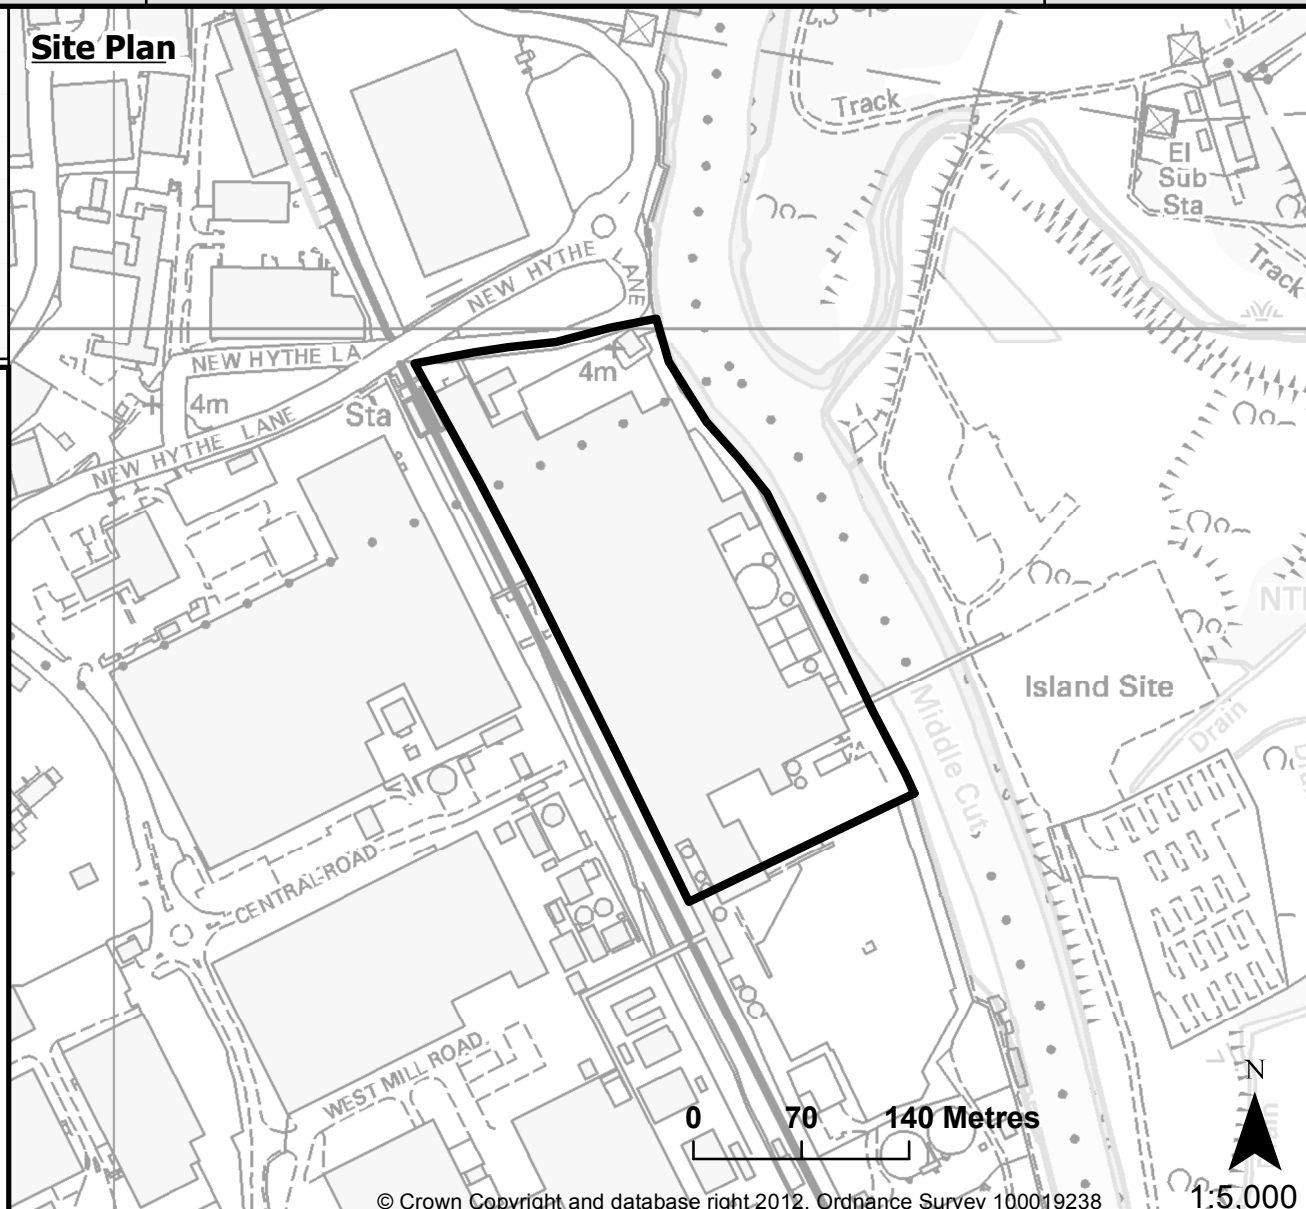 Site Plan
Track
El
Sub
Sta
Track
NEW HYTHE LANE
NEW HYTHE LA
4m
4m
Sta
NEW HYTHE LANE
Island Site
Middle Cut
Drain
CENTRAL ROAD
WEST MILL ROAD
N
0 70 140 Metres
1:5,000
© Crown Copyright and database right 2012. Ordnance Survey 100019238